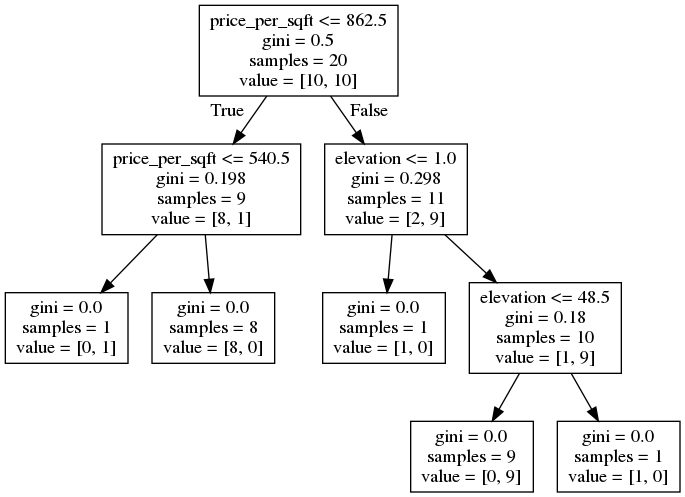 price_per_sqft <= 862.5
gini = 0.5
samples = 20
value = [10, 10]
True
False
price_per_sqft <= 540.5
gini = 0.198
samples = 9
value = [8, 1]
elevation <= 1.0
gini = 0.298
samples = 11
value = [2, 9]
gini = 0.0
samples = 1
value = [0, 1]
gini = 0.0
samples = 8
value = [8, 0]
gini = 0.0
samples = 1
value = [1, 0]
elevation <= 48.5
gini = 0.18
samples = 10
value = [1, 9]
gini = 0.0
samples = 9
value = [0, 9]
gini = 0.0
samples = 1
value = [1, 0]